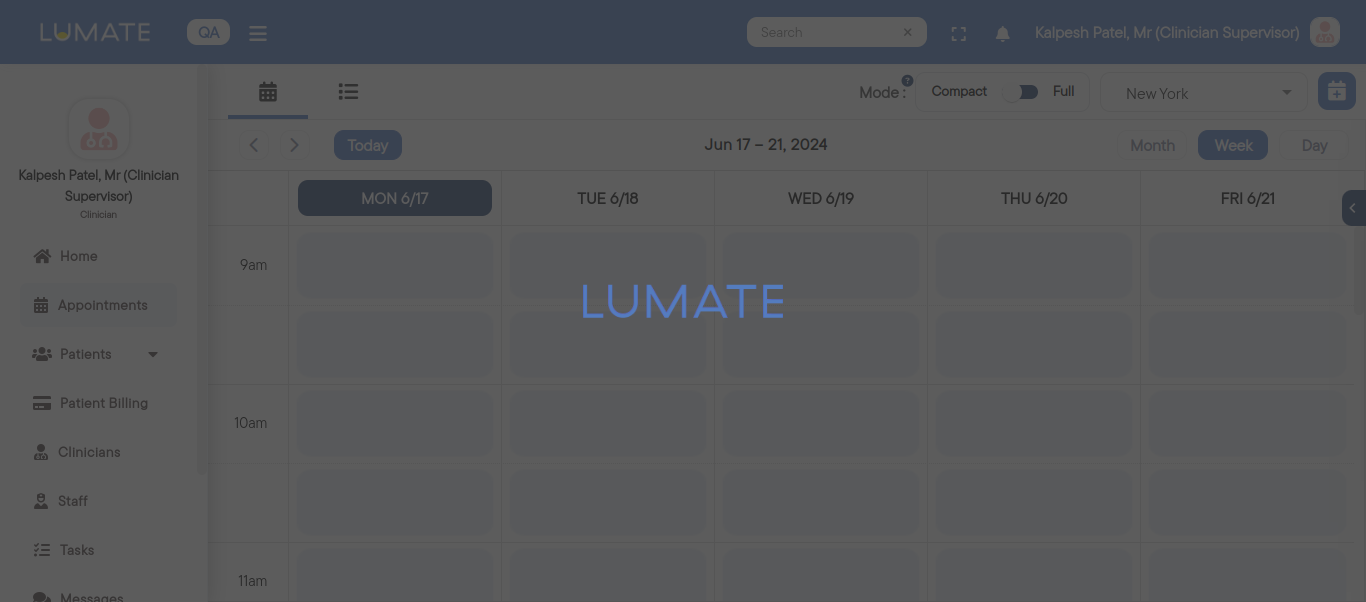 LUMATE
QA
Search
Kalpesh Patel, Mr (Clinician Supervisor)
Mode :
?
Compact
Full
New York
Kalpesh Patel, Mr (Clinician
Supervisor)
Clinician
Home
Appointments
Patients
Patient Billing
Clinicians
Staff
Tasks
Messages
Today
Jun 17 – 21, 2024
Month
Week
Day
MON 6/17
TUE 6/18
WED 6/19
THU 6/20
FRI 6/21
9am
LUMATE
10am
11am